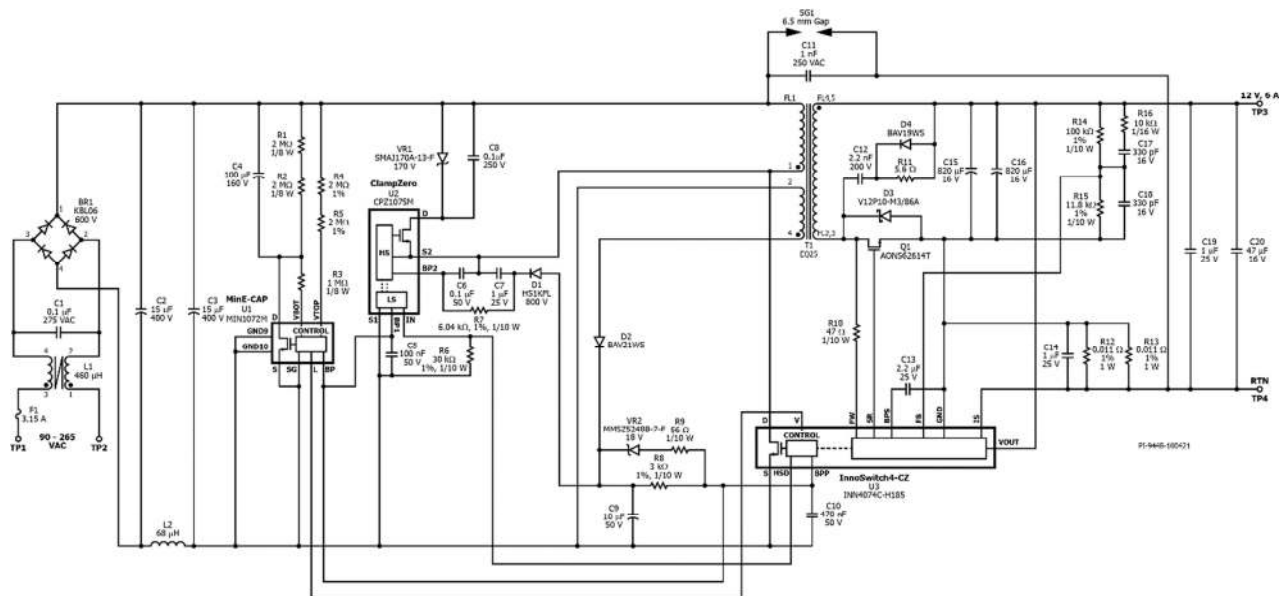 SG1
6.5 mm Gap
C11
1 nF
250 VAC
FL1
FL4,5
12 V, 6 A
TP3
R1
2 MΩ
1/8 W
R2
2 MΩ
1/8 W
R4
2 MΩ
1%
R5
2 MΩ
1%
R3
1 MΩ
1/8 W
C4
100 µF
160 V
VR1
SMAJ170A-13-F
170 V
C8
0.1µF
250 V
ClampZero
U2
CPZ1075M
D
HS
S2
BP2
LS
S1
BP1
IN
C6
0.1 µF
50 V
C7
1 µF
25 V
D1
HS1KFL
800 V
R7
6.04 kΩ, 1%, 1/10 W
C5
100 nF
50 V
R6
30 kΩ
1%, 1/10 W
BR1
KBL06
600 V
1
3
2
4
C1
0.1 µF
275 VAC
4
2
L1
460 µH
3
1
F1
3.15 A
TP1
90 - 265
VAC
TP2
C2
15 µF
400 V
C3
15 µF
400 V
L2
68 µH
MinE-CAP
U1
MIN1072M
D
VBOT
VTOP
GND9
GND10
CONTROL
S
SG
L
BP
1
2
4
T1
EQ25
FL2,3
D4
BAV19WS
C12
2.2 nF
200 V
R11
5.6 Ω
D3
V12P10-M3/86A
Q1
AONS62614T
C15
820 µF
16 V
C16
820 µF
16 V
R14
100 kΩ
1%
1/10 W
R16
10 kΩ
1/16 W
C17
330 pF
16 V
R15
11.8 kΩ
1%
1/10 W
C18
330 pF
16 V
C19
1 µF
25 V
C20
47 µF
16 V
D2
BAV21WS
R10
47 Ω
1/10 W
C13
2.2 µF
25 V
C14
1 µF
25 V
R12
0.011 Ω
1%
1 W
R13
0.011 Ω
1%
1 W
RTN
TP4
VR2
MMSZ5248B-7-F
18 V
R9
56 Ω
1/10 W
R8
3 kΩ
1%, 1/10 W
C9
10 µF
50 V
C10
470 nF
50 V
D
V
CONTROL
S
HSD
BPP
FW
SR
BPS
FB
GND
IS
VOUT
InnoSwitch4-CZ
U3
INN4074C-H185
PI-9448-160421